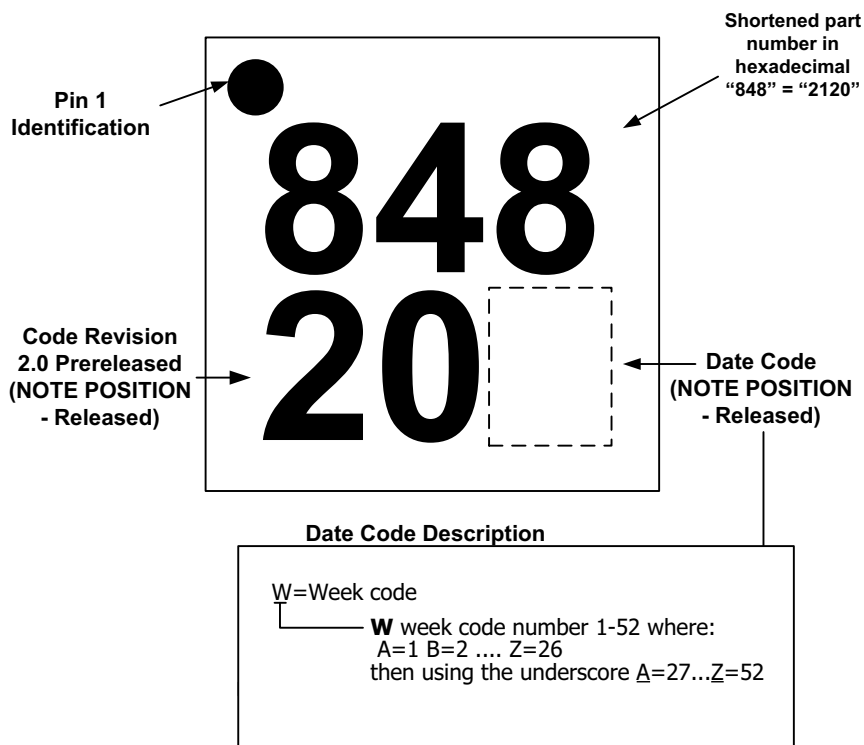 Shortened part
number in
hexadecimal
“848” = “2120”
Pin 1
Identification
848
20
Code Revision
2.0 Prereleased
(NOTE POSITION
- Released)
Date Code
(NOTE POSITION
- Released)
Date Code Description
W=Week code
W week code number 1-52 where:
A=1 B=2 .... Z=26
then using the underscore A=27...Z=52